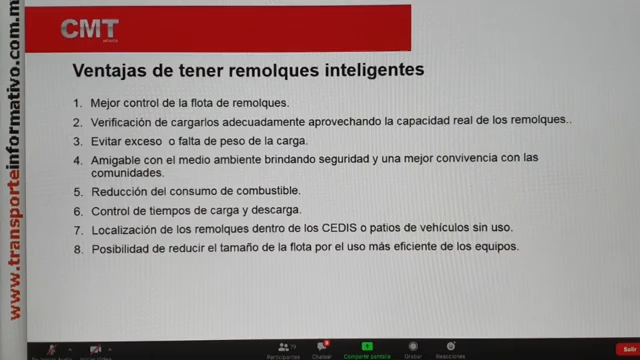 CMT
Ventajas de tener remolques inteligentes
1. Mejor control de la flota de remolques.
2. Verificación de cargarlos adecuadamente aprovechando la capacidad real de los remolques..
3. Evitar exceso o falta de peso de la carga.
4. Amigable con el medio ambiente brindando seguridad y una mejor convivencia con las
comunidades.
5. Reducción del consumo de combustible.
6. Control de tiempos de carga y descarga.
7. Localización de los remolques dentro de los CEDIS o patios de vehículos sin uso.
8. Posibilidad de reducir el tamaño de la flota por el uso más eficiente de los equipos.
www.transporteinformativo.com.m
Participantes
Chatear
Compartir pantalla
Grabar
Reacciones
Salir